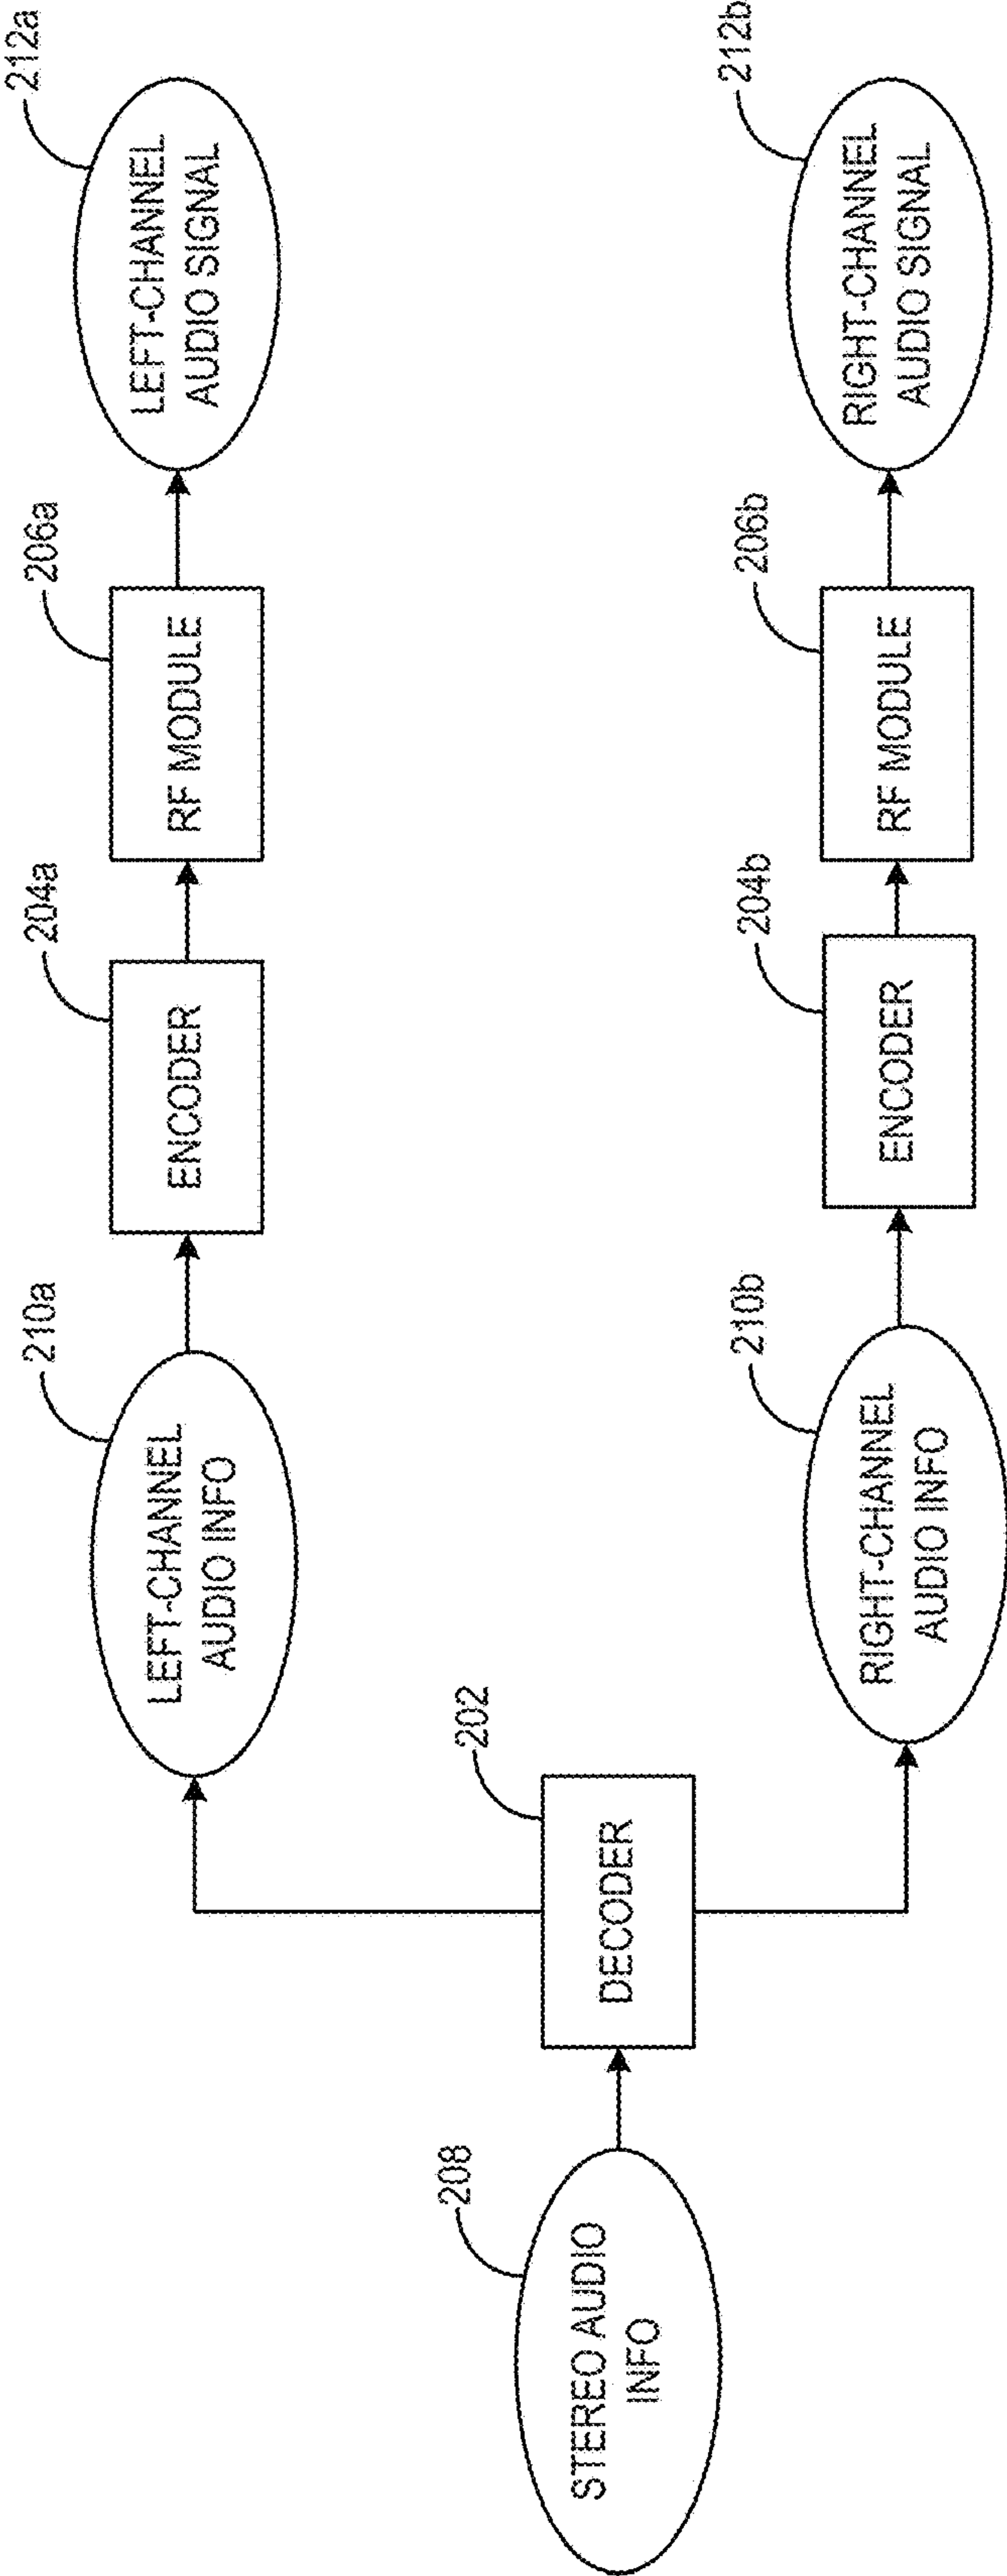 208
STEREO AUDIO
INFO
202
DECODER
210a
LEFT-CHANNEL
AUDIO INFO
204a
ENCODER
206a
RF MODULE
212a
LEFT-CHANNEL
AUDIO SIGNAL
210b
RIGHT-CHANNEL
AUDIO INFO
204b
ENCODER
206b
RF MODULE
212b
RIGHT-CHANNEL
AUDIO SIGNAL